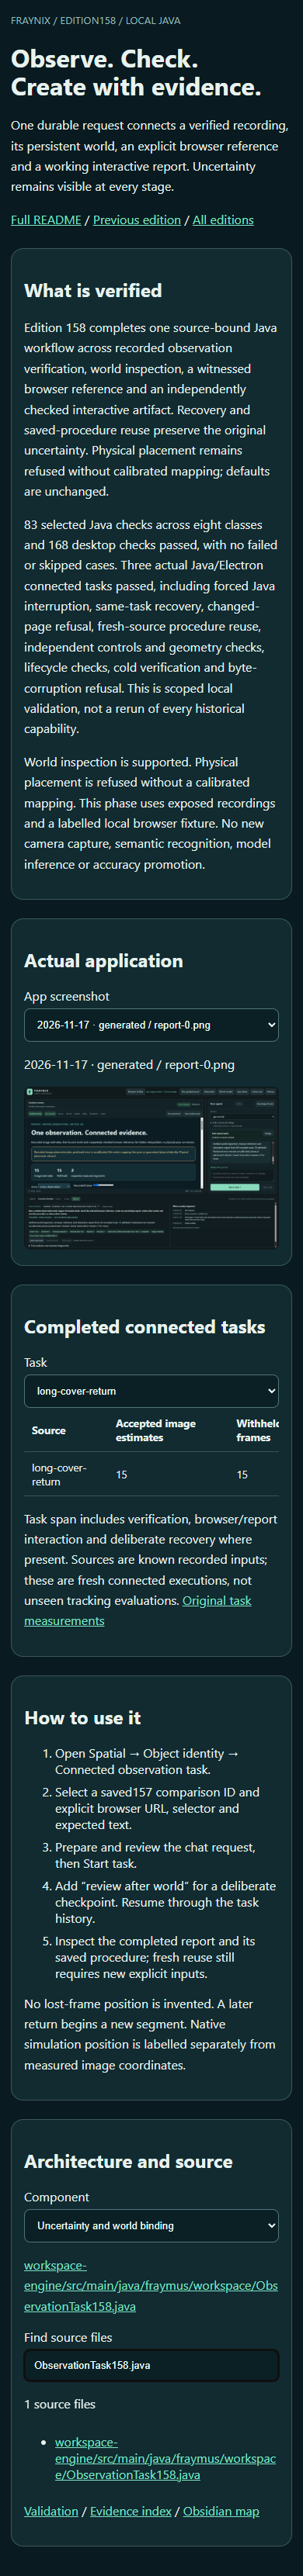 FRAYNIX / EDITION158 / LOCAL JAVA
Observe. Check.
Create with evidence.
One durable request connects a verified recording,
its persistent world, an explicit browser reference
and a working interactive report. Uncertainty
remains visible at every stage.
Full README / Previous edition / All editions
What is verified
Edition 158 completes one source-bound Java
workflow across recorded observation
verification, world inspection, a witnessed
browser reference and an independently
checked interactive artifact. Recovery and
saved-procedure reuse preserve the original
uncertainty. Physical placement remains
refused without calibrated mapping; defaults
are unchanged.
83 selected Java checks across eight classes
and 168 desktop checks passed, with no failed
or skipped cases. Three actual Java/Electron
connected tasks passed, including forced Java
interruption, same-task recovery, changed-
page refusal, fresh-source procedure reuse,
independent controls and geometry checks,
lifecycle checks, cold verification and byte-
corruption refusal. This is scoped local
validation, not a rerun of every historical
capability.
World inspection is supported. Physical
placement is refused without a calibrated
mapping. This phase uses exposed recordings
and a labelled local browser fixture. No new
camera capture, semantic recognition, model
inference or accuracy promotion.
Actual application
App screenshot
2026-11-17 · generated / report-0.png
2026-11-17 · generated / report-0.png
One observation. Connected evidence.
Completed connected tasks
Task
long-cover-return
Source Accepted image estimates Withheld frames
long-cover-return 15 15
Task span includes verification, browser/report
interaction and deliberate recovery where
present. Sources are known recorded inputs;
these are fresh connected executions, not
unseen tracking evaluations. Original task
measurements
How to use it
1. Open Spatial → Object identity →
Connected observation task.
2. Select a saved157 comparison ID and
explicit browser URL, selector and
expected text.
3. Prepare and review the chat request,
then Start task.
4. Add “review after world” for a deliberate
checkpoint. Resume through the task
history.
5. Inspect the completed report and its
saved procedure; fresh reuse still
requires new explicit inputs.
No lost-frame position is invented. A later
return begins a new segment. Native
simulation position is labelled separately from
measured image coordinates.
Architecture and source
Component
Uncertainty and world binding
workspace-
engine/src/main/java/fraymus/workspace/Obs
ervationTask158.java
Find source files
ObservationTask158.java
1 source files
• workspace-
engine/src/main/java/fraymus/workspac
e/ObservationTask158.java
Validation / Evidence index / Obsidian map